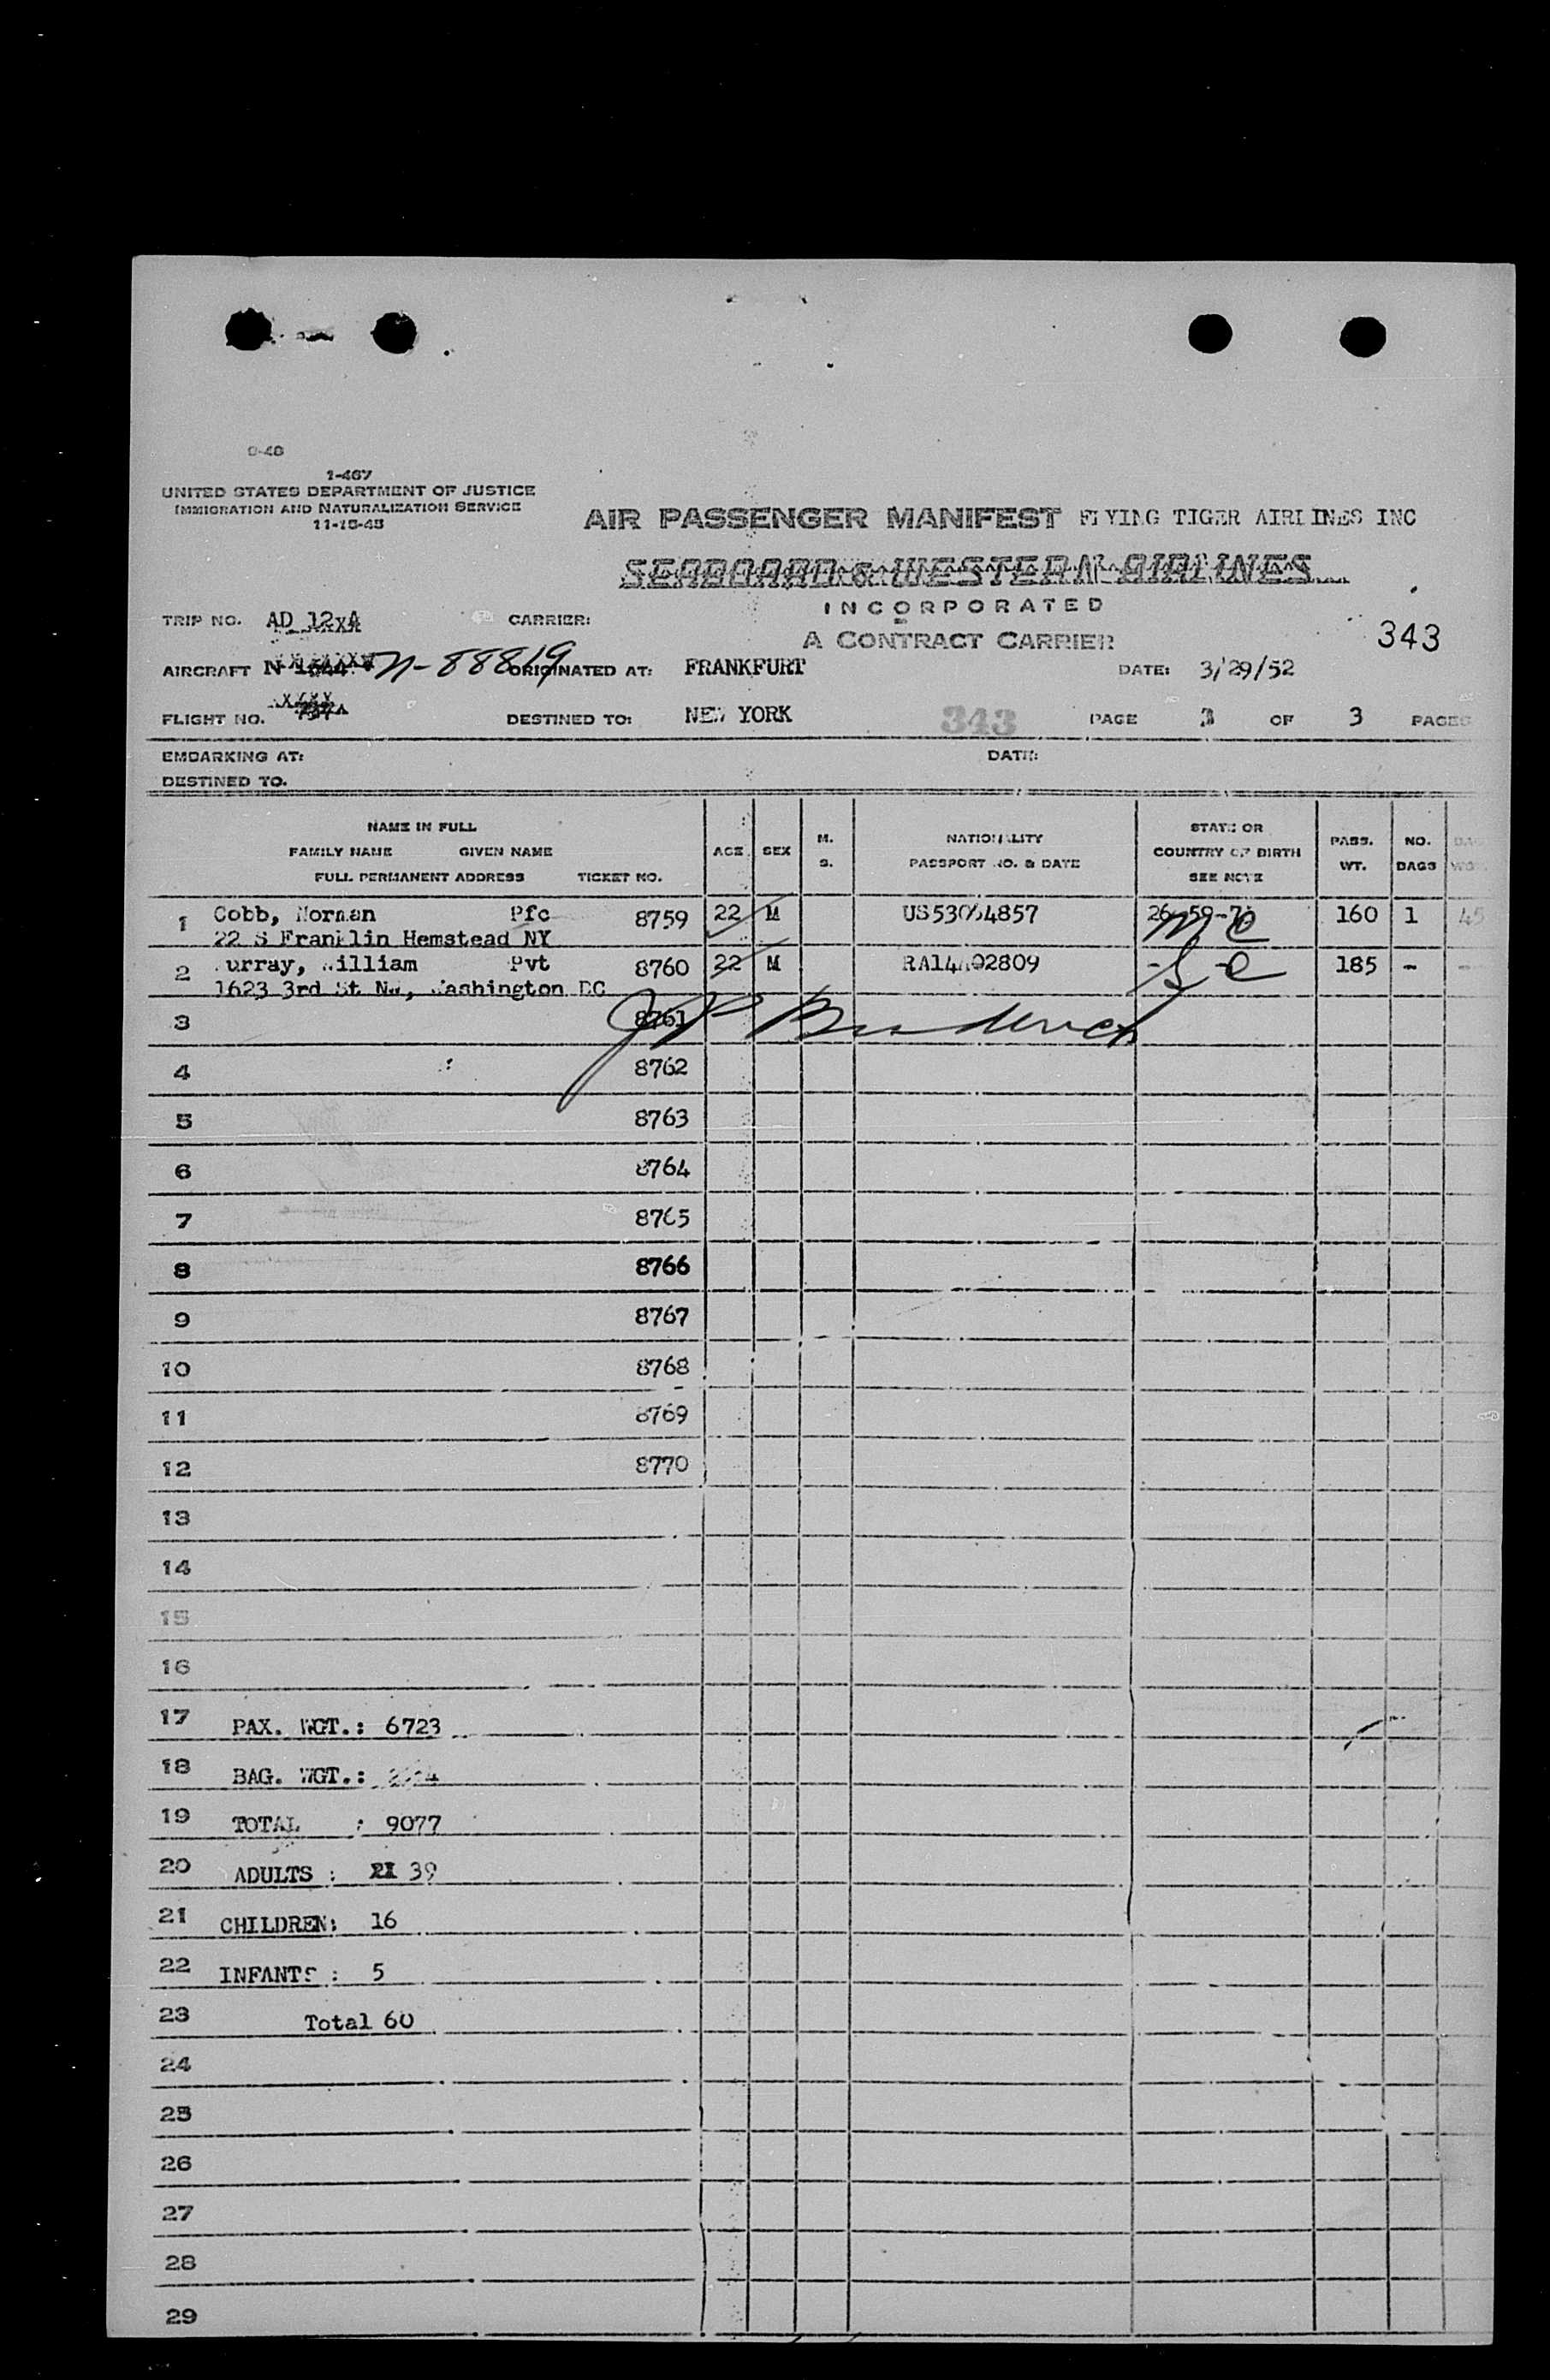 1-467
UNITED STATES DEPARTMENT OF JUSTICE
IMMIGRATION AND NATURALIZATION SERVICE
11-15-45
AIR PASSENGER MANIFEST FLYING TIGER AIRLINES INC
SEABOARD & WESTERN AIRLINES
INCORPORATED
A CONTRACT CARRIER
343
TRIP NO. AD 12 A CARRIER:
AIRCRAFT N-88819 ORIGINATED AT: FRANKFURT DATE: 3/29/52
FLIGHT NO. DESTINED TO: NEW YORK 343 PAGE 3 OF 3 PAGES
EMBARKING AT: DATE:
DESTINED TO.
NAME IN FULL
FAMILY NAME GIVEN NAME
FULL PERMANENT ADDRESS TICKET NO.
AGE SEX M. S.
NATIONALITY
PASSPORT NO. & DATE
STATE OR
COUNTRY OF BIRTH
SEE NOTE
PASS. WT.
NO. BAGS
1 Cobb, Norman Pfc 8759 22 M N C 160 1 45
22 S Franklin Hemstead NY
2 Murray, William Pvt 8760 22 M S-C 185 -
1623 3rd St NW, Washington DC
3 8761
4 8762
5 8763
6 8764
7 8765
8 8766
9 8767
10 8768
11 8769
12 8770
13
14
15
16
17 PAX. WGT.: 6723
18 BAG. WGT.:
19 TOTAL : 9077
20 ADULTS : 39
21 CHILDREN: 16
22 INFANTS : 5
23 Total 60
24
25
26
27
28
29